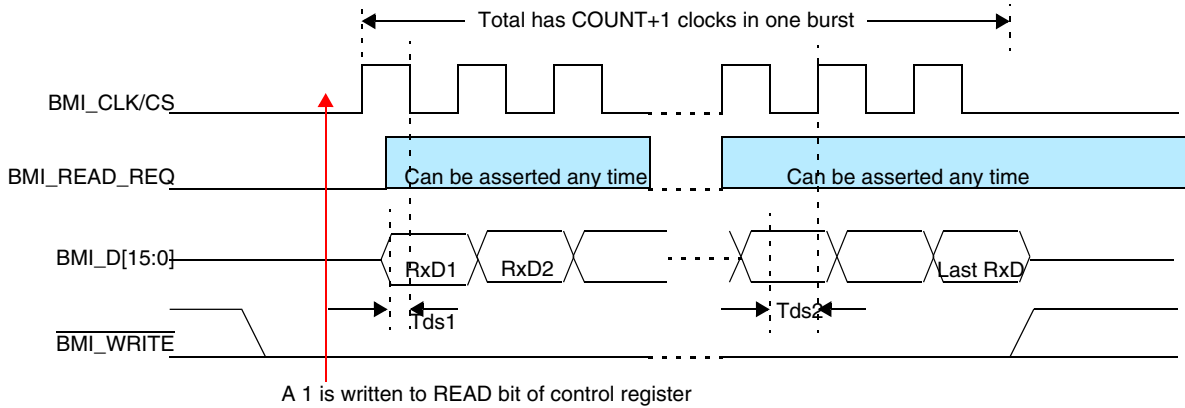 Total has COUNT+1 clocks in one burst
BMI_CLK/CS
BMI_READ_REQ
Can be asserted any time
Can be asserted any time
BMI_D[15:0]
RxD1
RxD2
Last RxD
Tds1
Tds2
BMI_WRITE
A 1 is written to READ bit of control register